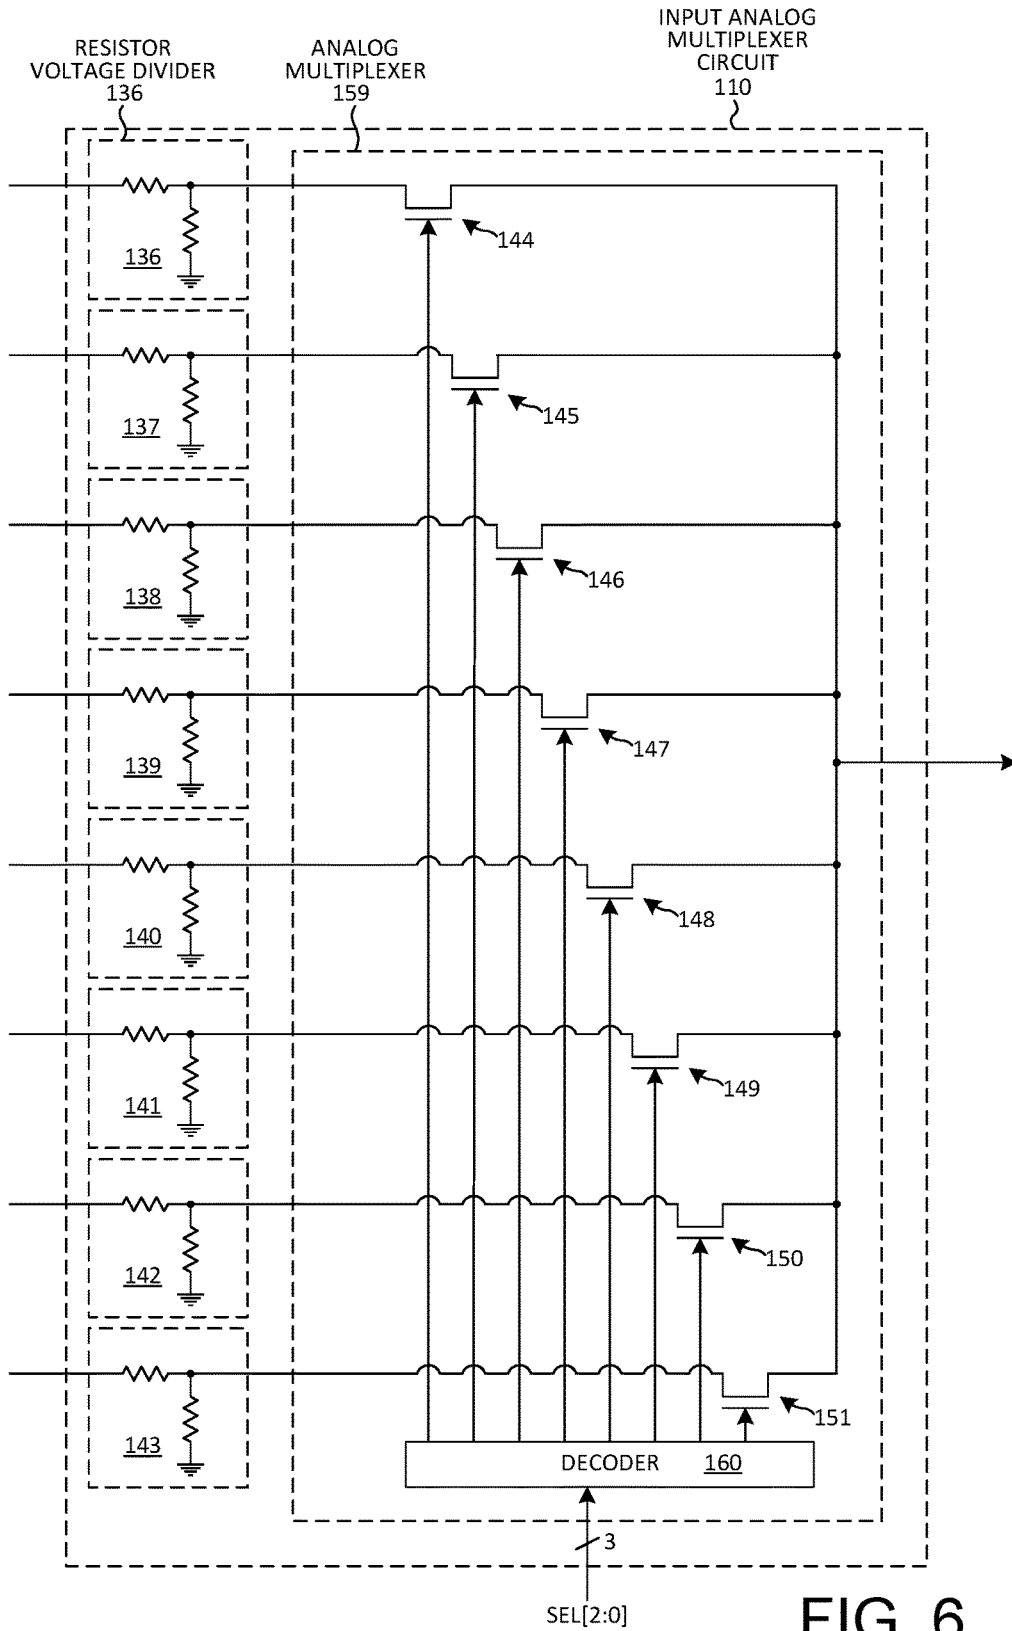 INPUT ANALOG
MULTIPLEXER
CIRCUIT
110
RESISTOR
VOLTAGE DIVIDER
136
ANALOG
MULTIPLEXER
159
136
144
137
145
138
146
139
147
140
148
141
149
142
150
143
151
DECODER 160
3
SEL[2:0]
FIG. 6